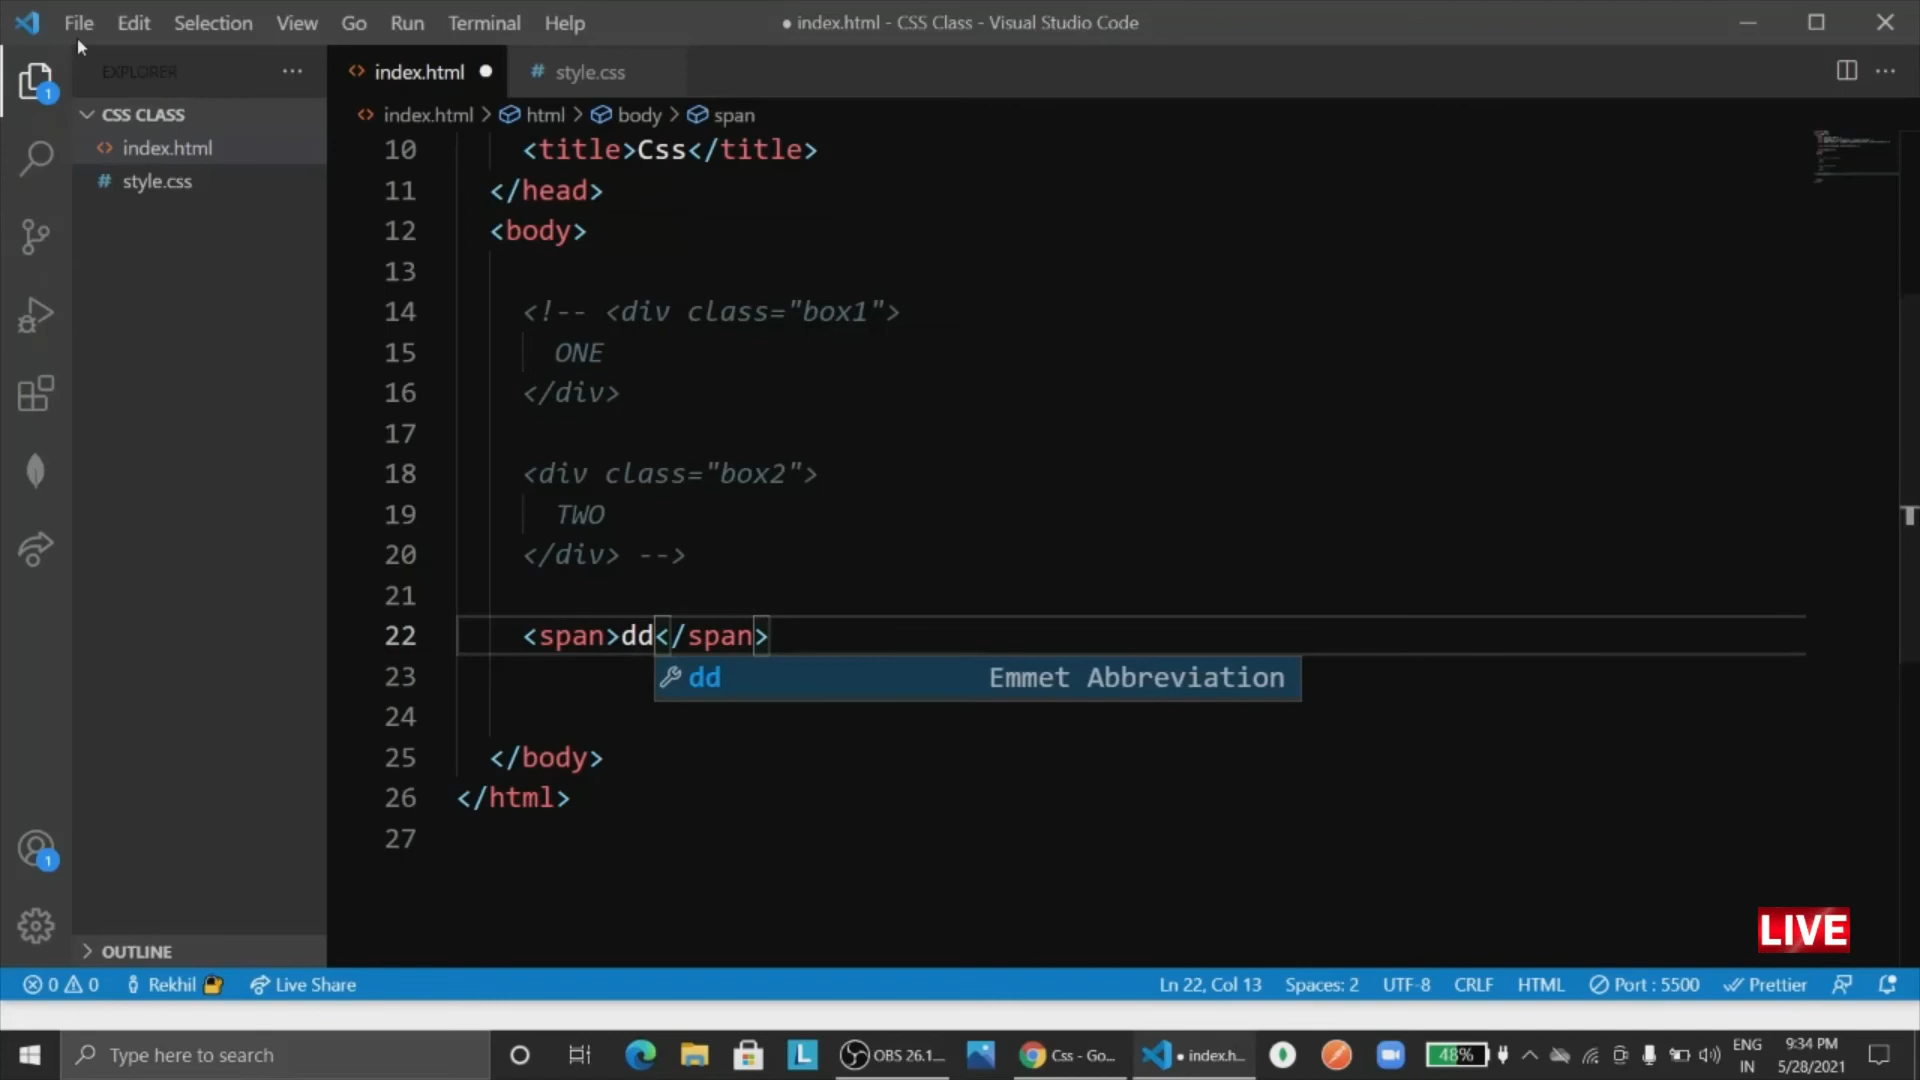 File Edit Selection View Go Run Terminal Help ● index.html - CSS Class - Visual Studio Code
EXPLORER ··· <> index.html ● # style.css ···
1
CSS CLASS
<> index.html
# style.css
<> index.html > html > body > span
10 <title>Css</title>
11 </head>
12 <body>
13
14 <!-- <div class="box1">
15 ONE
16 </div>
17
18 <div class="box2">
19 TWO
20 </div> -->
21
22 <span>dd</span>
23 dd Emmet Abbreviation
24
25 </body>
26 </html>
27
1
LIVE
OUTLINE
0 0 Rekhil Live Share Ln 22, Col 13 Spaces: 2 UTF-8 CRLF HTML Port : 5500 Prettier
Type here to search L OBS 26.1... Css - Go... ● index.h... 48% ENG IN 9:34 PM 5/28/2021